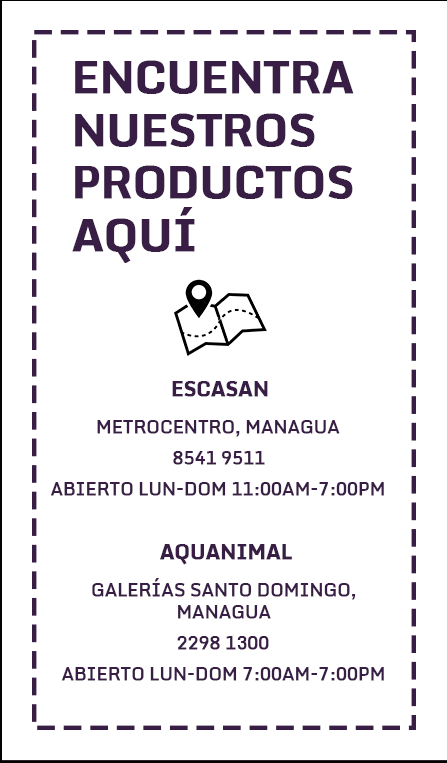 ENCUENTRA
NUESTROS
PRODUCTOS
AQUÍ
ESCASAN
METROCENTRO, MANAGUA
8541 9511
ABIERTO LUN-DOM 11:00AM-7:00PM
AQUANIMAL
GALERÍAS SANTO DOMINGO,
MANAGUA
2298 1300
ABIERTO LUN-DOM 7:00AM-7:00PM